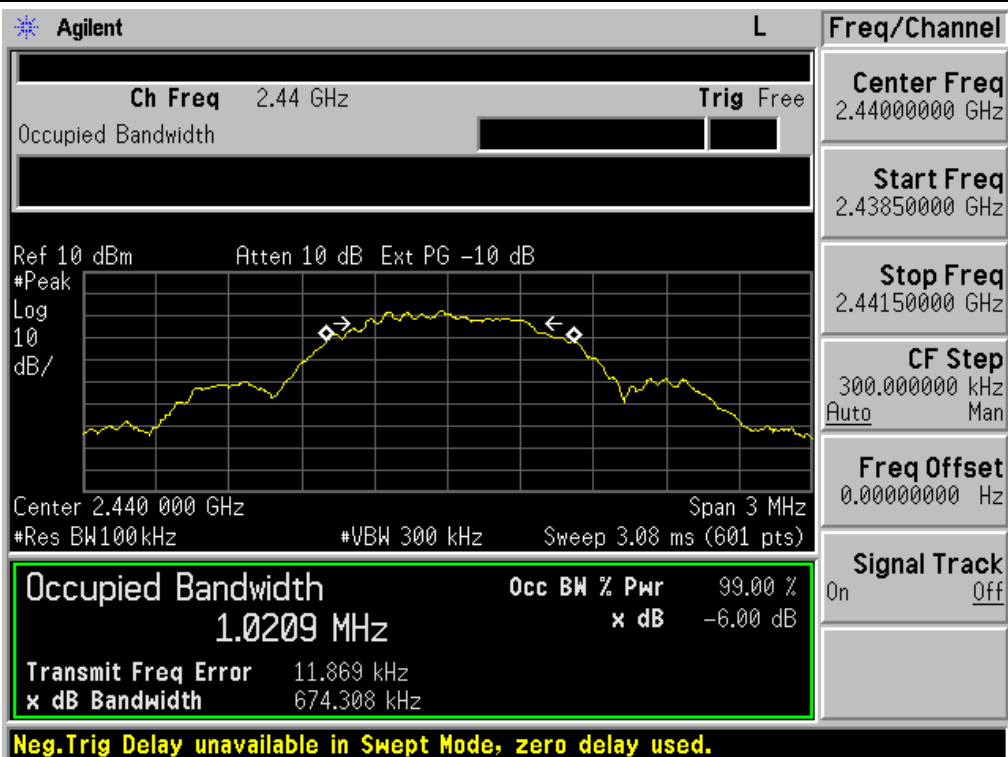 Agilent L Freq/Channel
Ch Freq 2.44 GHz Trig Free
Occupied Bandwidth
Center Freq
2.44000000 GHz
Start Freq
2.43850000 GHz
Stop Freq
2.44150000 GHz
CF Step
300.000000 kHz
Auto Man
Freq Offset
0.00000000 Hz
Signal Track
On Off
Ref 10 dBm Atten 10 dB Ext PG -10 dB
#Peak
Log
10
dB/
Center 2.440 000 GHz Span 3 MHz
#Res BW100kHz #VBW 300 kHz Sweep 3.08 ms (601 pts)
Occupied Bandwidth Occ BW % Pwr 99.00 %
1.0209 MHz x dB -6.00 dB
Transmit Freq Error 11.869 kHz
x dB Bandwidth 674.308 kHz
Neg.Trig Delay unavailable in Swept Mode, zero delay used.